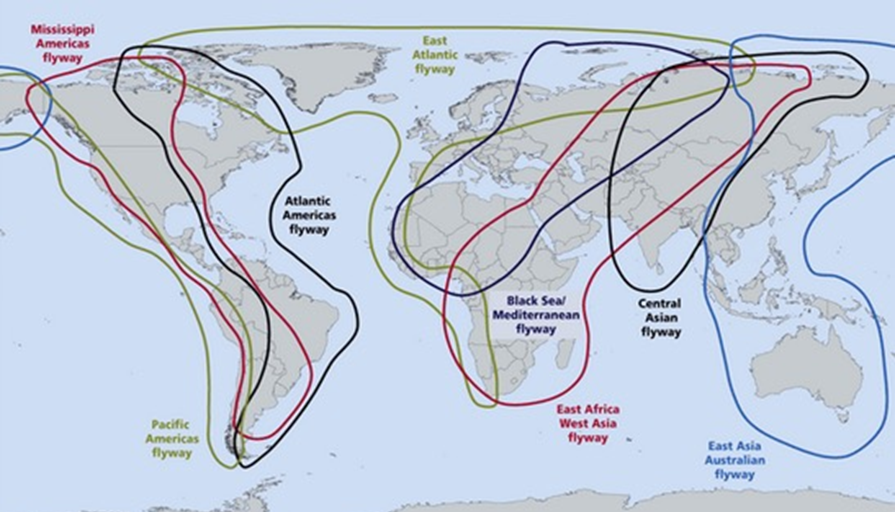 Mississippi
Americas
flyway
East
Atlantic
flyway
Atlantic
Americas
flyway
Black Sea/
Mediterranean
flyway
Central
Asian
flyway
Pacific
Americas
flyway
East Africa
West Asia
flyway
East Asia
Australian
flyway